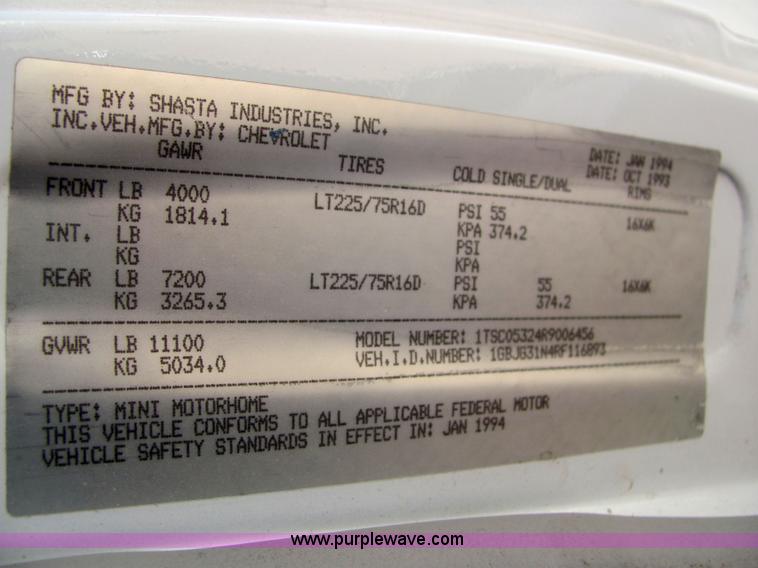 MFG BY: SHASTA INDUSTRIES, INC.
INC.VEH.MFG.BY: CHEVROLET
DATE: JAN 1994
DATE: OCT 1993
GAWR TIRES COLD SINGLE/DUAL RIMS
FRONT LB 4000 LT225/75R16D PSI 55 16X6K
KG 1814.1 KPA 374.2
INT. LB PSI
KG KPA
REAR LB 7200 LT225/75R16D PSI 55 16X6K
KG 3265.3 KPA 374.2
GVWR LB 11100 MODEL NUMBER: 1TSC05324R9006456
KG 5034.0 VEH.I.D.NUMBER: 1GBJG31N4RF116893
TYPE: MINI MOTORHOME
THIS VEHICLE CONFORMS TO ALL APPLICABLE FEDERAL MOTOR
VEHICLE SAFETY STANDARDS IN EFFECT IN: JAN 1994
www.purplewave.com